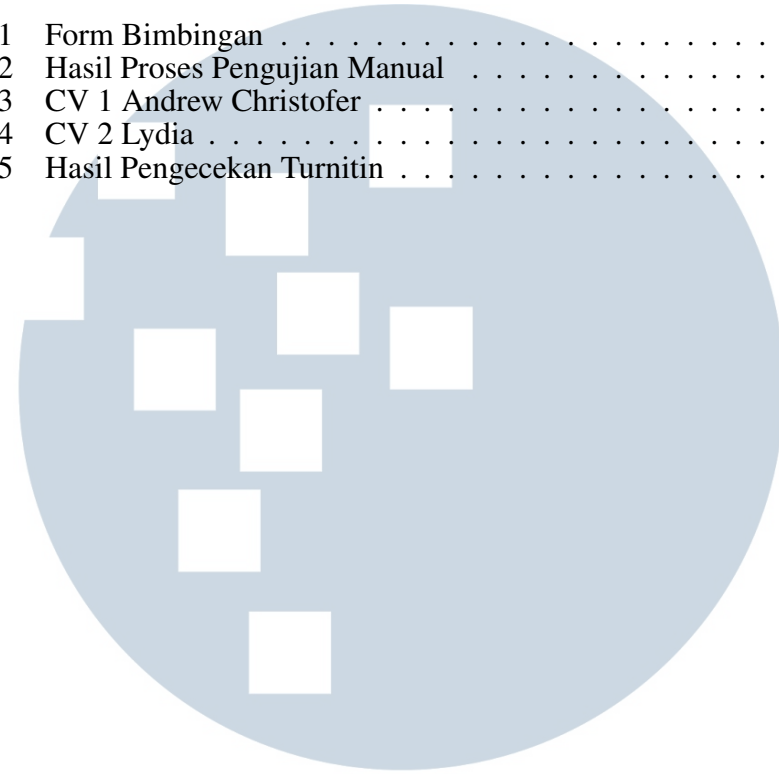 1 Form Bimbingan . . . . . . . . . . . . . . . . . . . . .
2 Hasil Proses Pengujian Manual . . . . . . . . . . . . .
3 CV 1 Andrew Christofer . . . . . . . . . . . . . . . . .
4 CV 2 Lydia . . . . . . . . . . . . . . . . . . . . . . . .
5 Hasil Pengecekan Turnitin . . . . . . . . . . . . . . . .